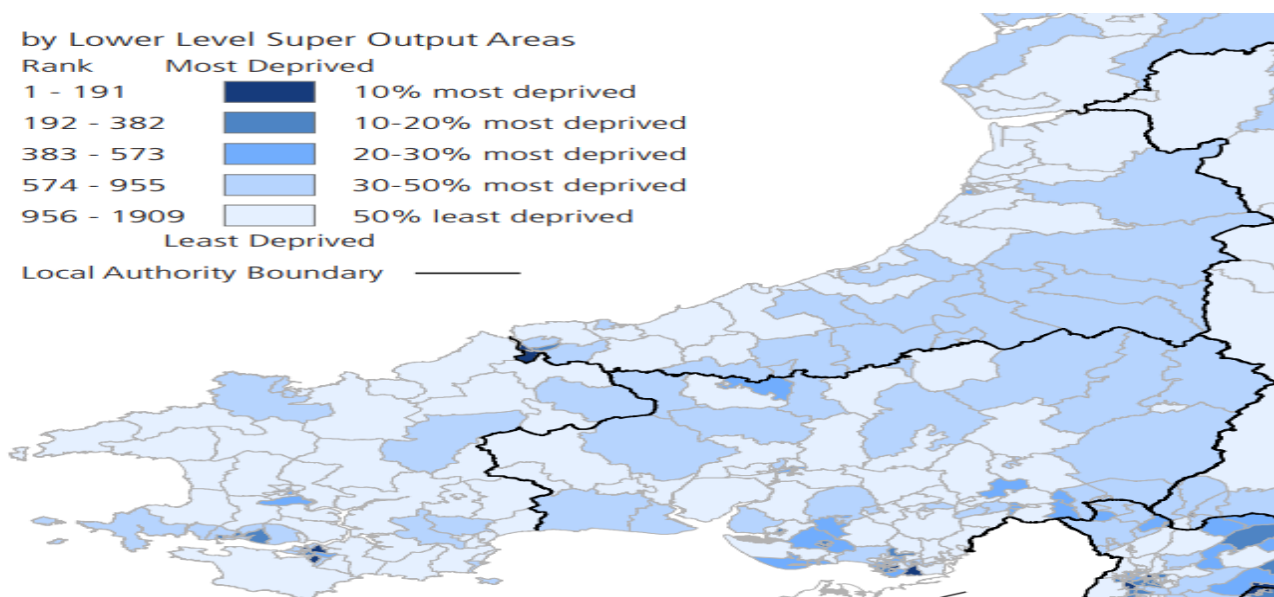 by Lower Level Super Output Areas
Rank Most Deprived
1 - 191 10% most deprived
192 - 382 10-20% most deprived
383 - 573 20-30% most deprived
574 - 955 30-50% most deprived
956 - 1909 50% least deprived
Least Deprived
Local Authority Boundary